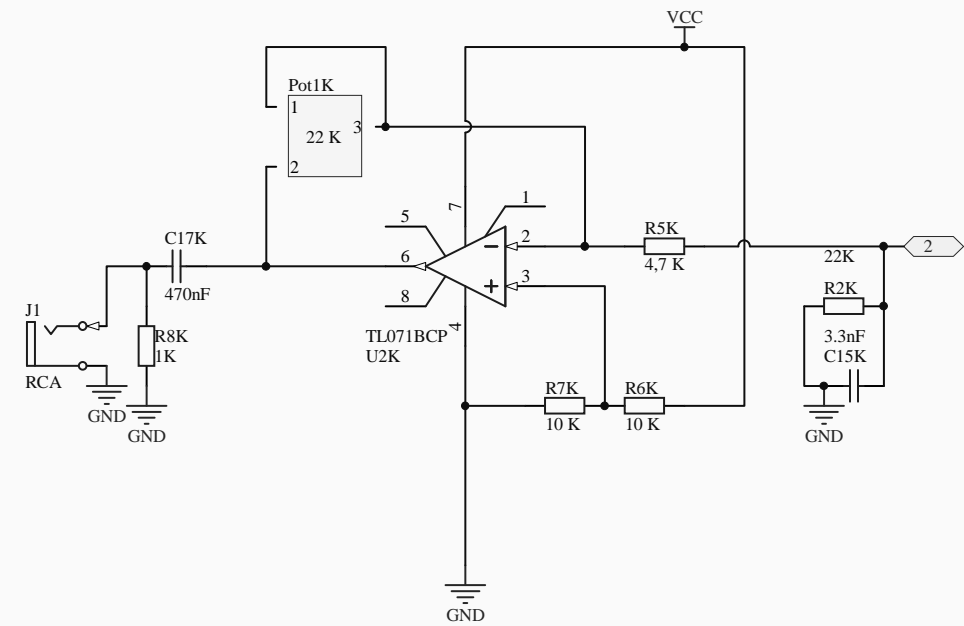 VCC
Pot1K
1
22 K
3
2
7
1
5
2
R5K
4,7 K
22K
2
C17K
470nF
6
3
8
R2K
J1
R8K
1K
TL071BCP
U2K
4
3.3nF
C15K
RCA
GND
GND
R7K
10 K
R6K
10 K
GND
GND